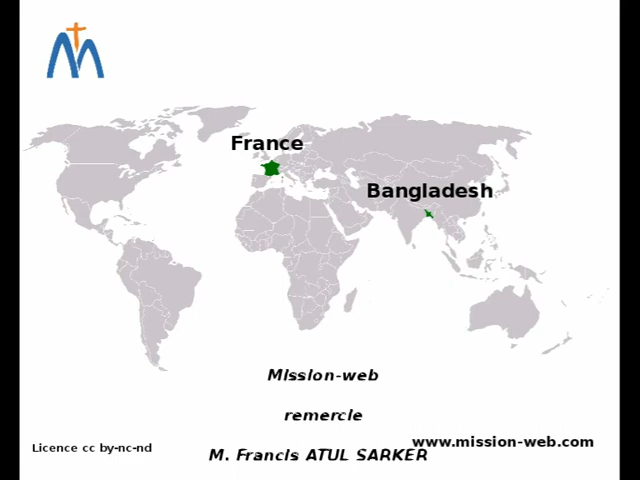 France
Bangladesh
Mission-web
remercie
www.mission-web.com
Licence cc by-nc-nd
M. Francis ATUL SARKER